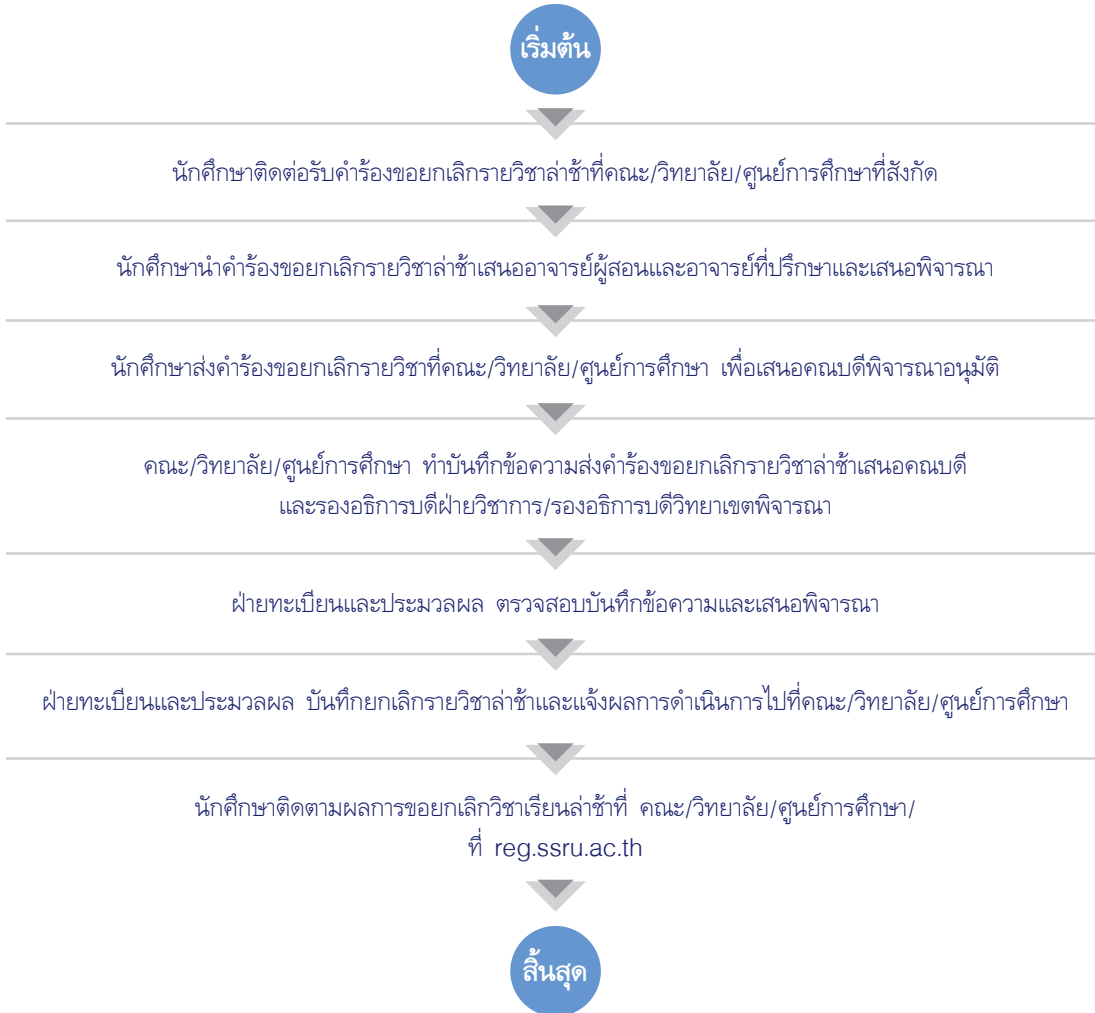 เริ่มต้น
นักศึกษาติดต่อรับคำร้องขอยกเลิกรายวิชาล่าช้าที่คณะ/วิทยาลัย/ศูนย์การศึกษาที่สังกัด
นักศึกษานำคำร้องขอยกเลิกรายวิชาล่าช้าเสนออาจารย์ผู้สอนและอาจารย์ที่ปรึกษาและเสนอพิจารณา
นักศึกษาส่งคำร้องขอยกเลิกรายวิชาที่คณะ/วิทยาลัย/ศูนย์การศึกษา เพื่อเสนอคณบดีพิจารณาอนุมัติ
คณะ/วิทยาลัย/ศูนย์การศึกษา ทำบันทึกข้อความส่งคำร้องขอยกเลิกรายวิชาล่าช้าเสนอคณบดี
และรองอธิการบดีฝ่ายวิชาการ/รองอธิการบดีวิทยาเขตพิจารณา
ฝ่ายทะเบียนและประมวลผล ตรวจสอบบันทึกข้อความและเสนอพิจารณา
ฝ่ายทะเบียนและประมวลผล บันทึกยกเลิกรายวิชาล่าช้าและแจ้งผลการดำเนินการไปที่คณะ/วิทยาลัย/ศูนย์การศึกษา
นักศึกษาติดตามผลการขอยกเลิกวิชาเรียนล่าช้าที่ คณะ/วิทยาลัย/ศูนย์การศึกษา/
ที่ reg.ssru.ac.th
สิ้นสุด